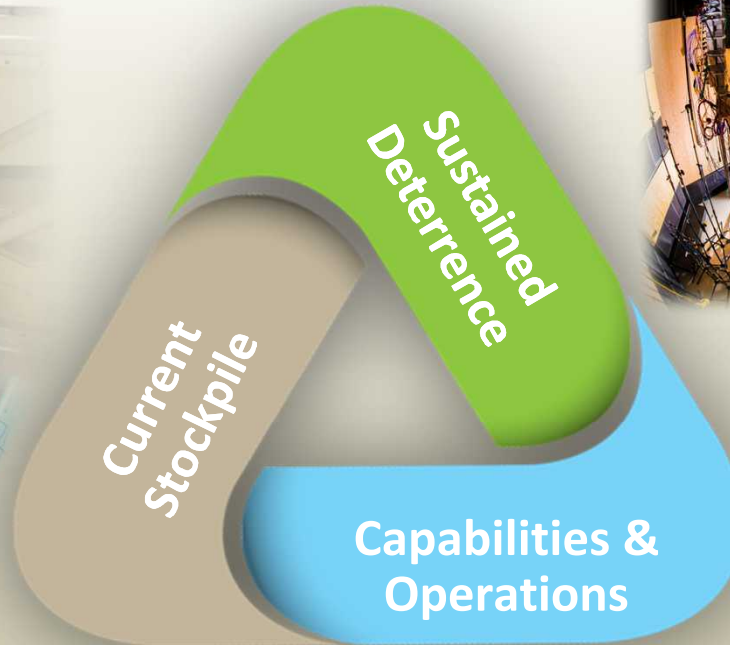 Sustained
Deterrence
Current
Stockpile
Capabilities &
Operations